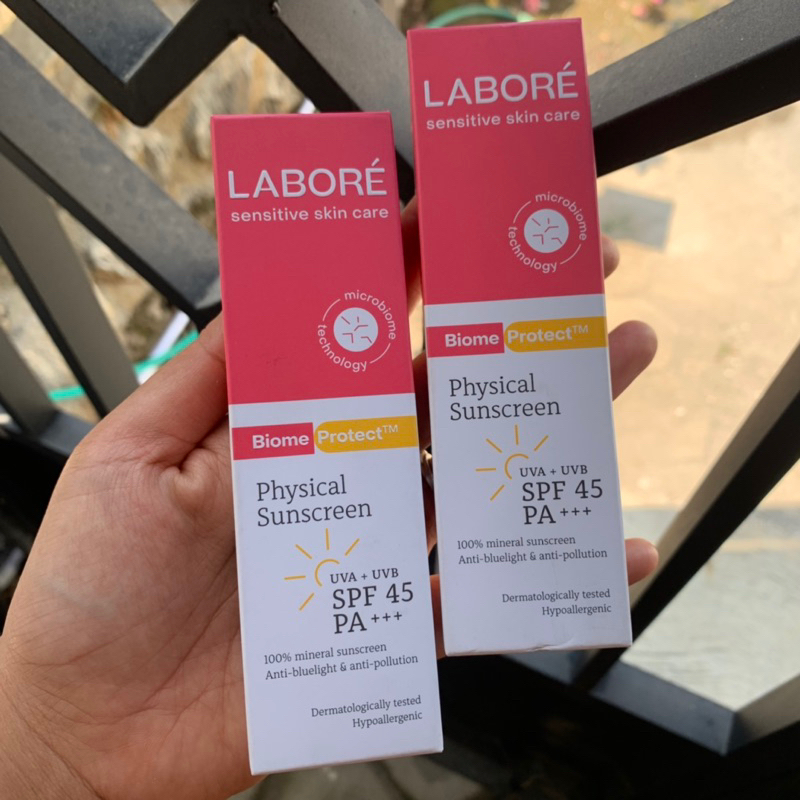 LABORÉ
sensitive skin care
microbiome
technology
Biome Protect™
Physical
Sunscreen
UVA + UVB
SPF 45
PA +++
100% mineral sunscreen
Anti-bluelight & anti-pollution
Dermatologically tested
Hypoallergenic
LABORÉ
sensitive skin care
microbiome
technology
Biome Protect™
Physical
Sunscreen
UVA + UVB
SPF 45
PA +++
100% mineral sunscreen
Anti-bluelight & anti-pollution
Dermatologically tested
Hypoallergenic